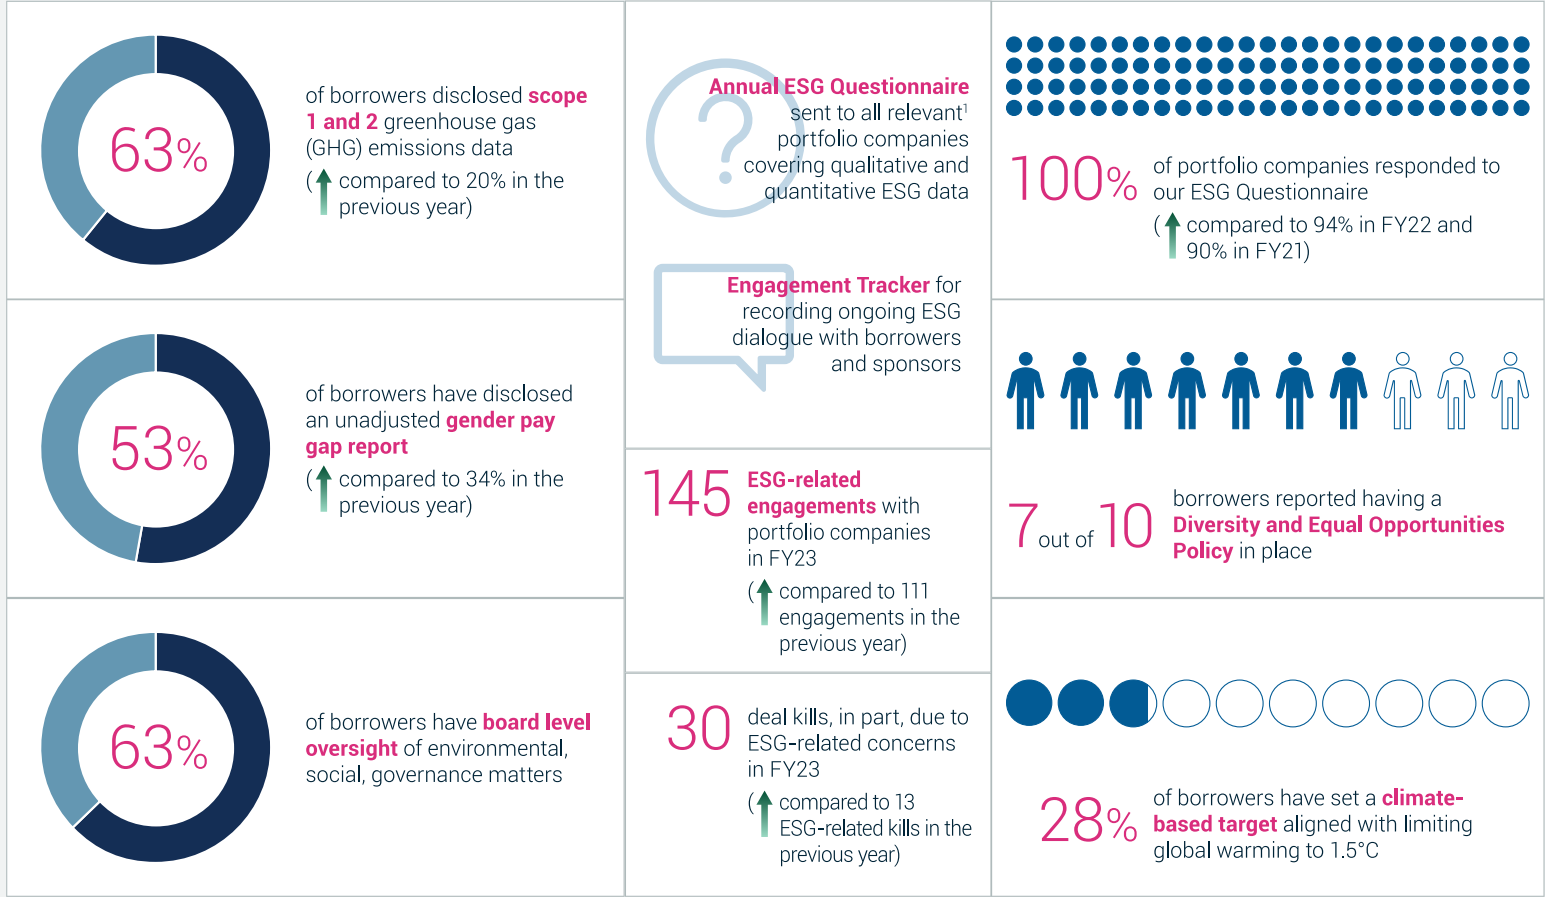 63%
of borrowers disclosed scope
1 and 2 greenhouse gas
(GHG) emissions data
( compared to 20% in the
previous year)
53%
of borrowers have disclosed
an unadjusted gender pay
gap report
( compared to 34% in the
previous year)
63%
of borrowers have board level
oversight of environmental,
social, governance matters
?
Annual ESG Questionnaire
sent to all relevant¹
portfolio companies
covering qualitative and
quantitative ESG data
Engagement Tracker for
recording ongoing ESG
dialogue with borrowers
and sponsors
145
ESG-related
engagements with
portfolio companies
in FY23
( compared to 111
engagements in the
previous year)
30
deal kills, in part, due to
ESG-related concerns
in FY23
( compared to 13
ESG-related kills in the
previous year)
100%
of portfolio companies responded to
our ESG Questionnaire
( compared to 94% in FY22 and
90% in FY21)
7 out of 10
borrowers reported having a
Diversity and Equal Opportunities
Policy in place
28%
of borrowers have set a climate-
based target aligned with limiting
global warming to 1.5°C